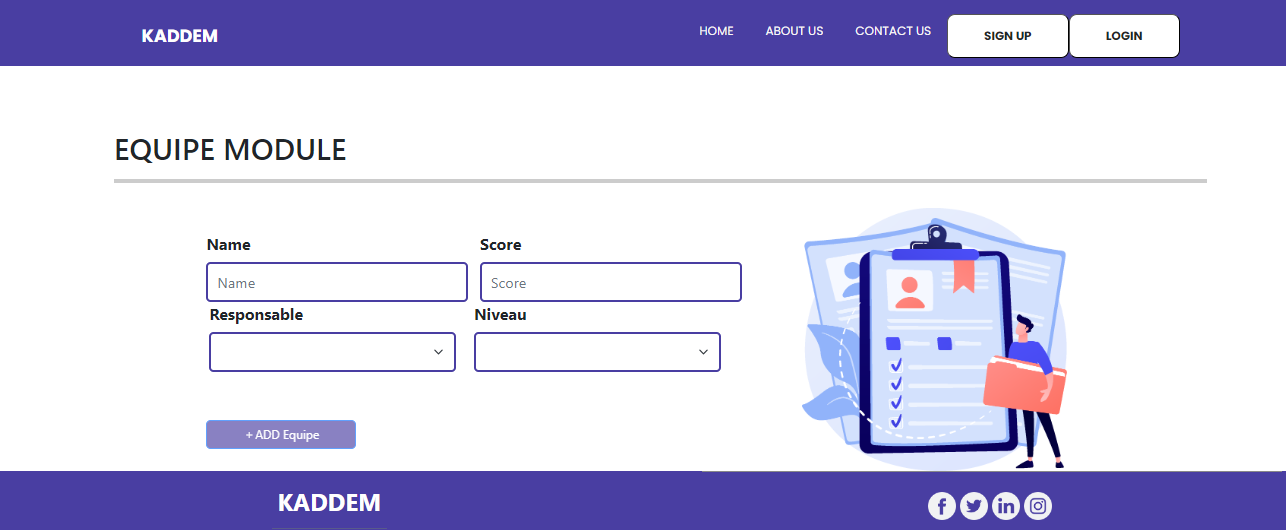 KADDEM HOME ABOUT US CONTACT US SIGN UP LOGIN
EQUIPE MODULE
Name Score
Name Score
Responsable Niveau
+ ADD Equipe
KADDEM